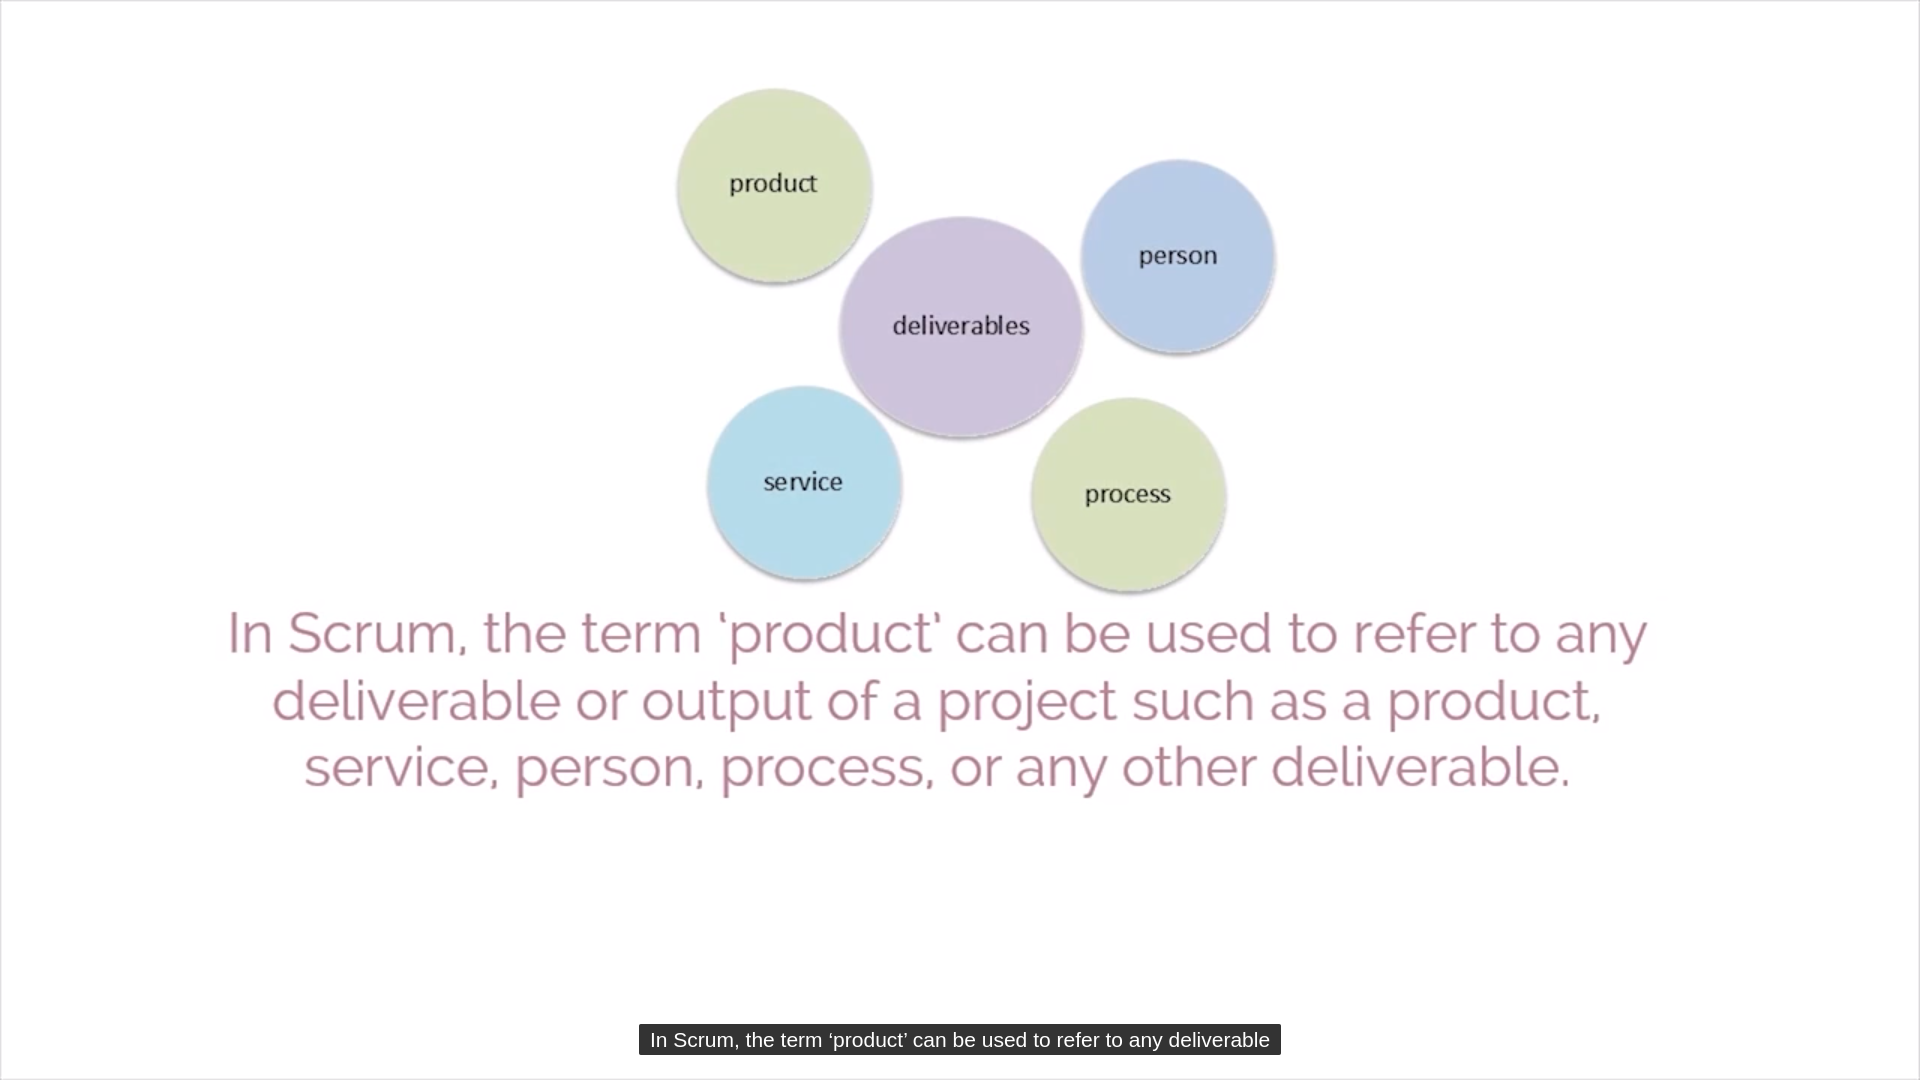 product
person
deliverables
service
process
In Scrum, the term ‘product’ can be used to refer to any
deliverable or output of a project such as a product,
service, person, process, or any other deliverable.
In Scrum, the term ‘product’ can be used to refer to any deliverable